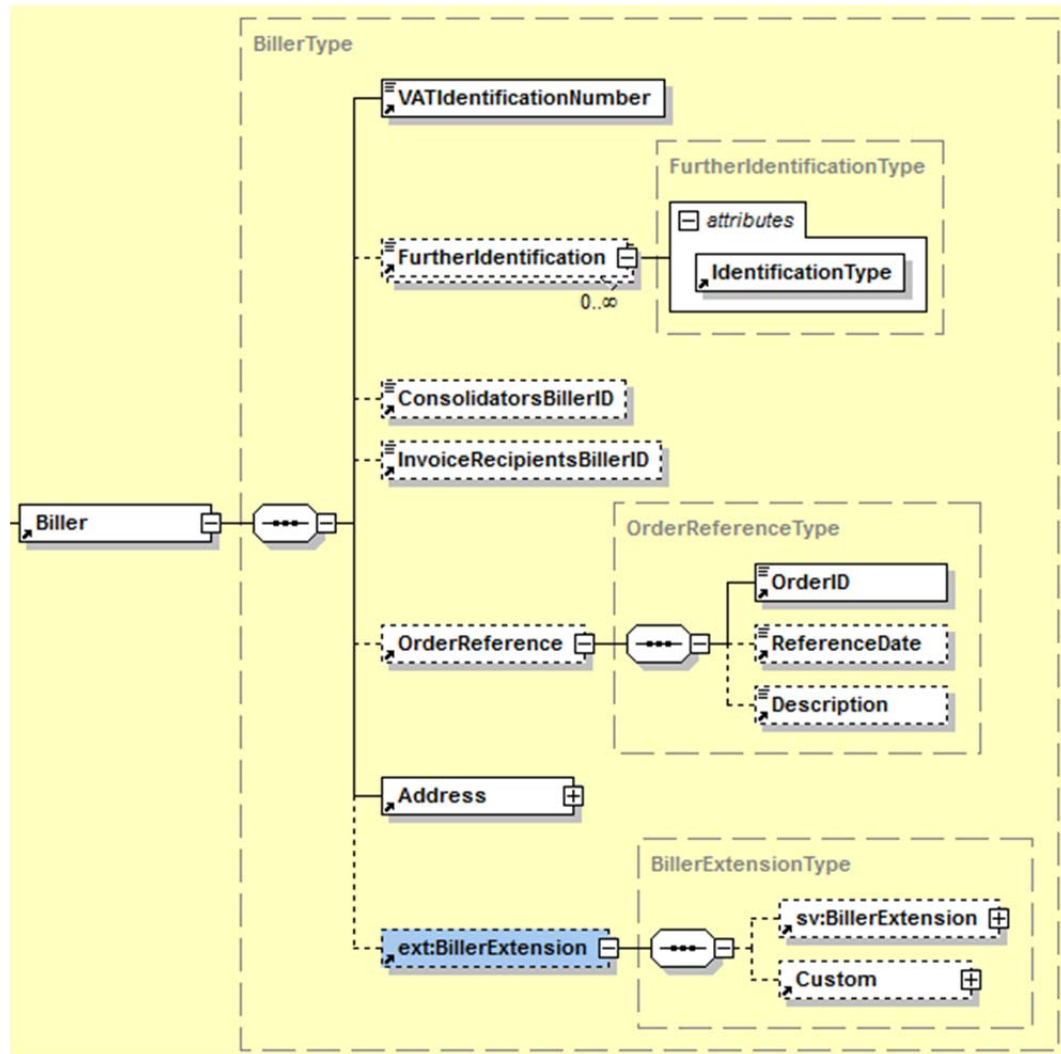 BillerType
VATIdentificationNumber
FurtherIdentificationType
attributes
FurtherIdentification
IdentificationType
0..∞
ConsolidatorsBillerID
InvoiceRecipientsBillerID
Biller
OrderReferenceType
OrderID
OrderReference
ReferenceDate
Description
Address
BillerExtensionType
sv:BillerExtension
ext:BillerExtension
Custom